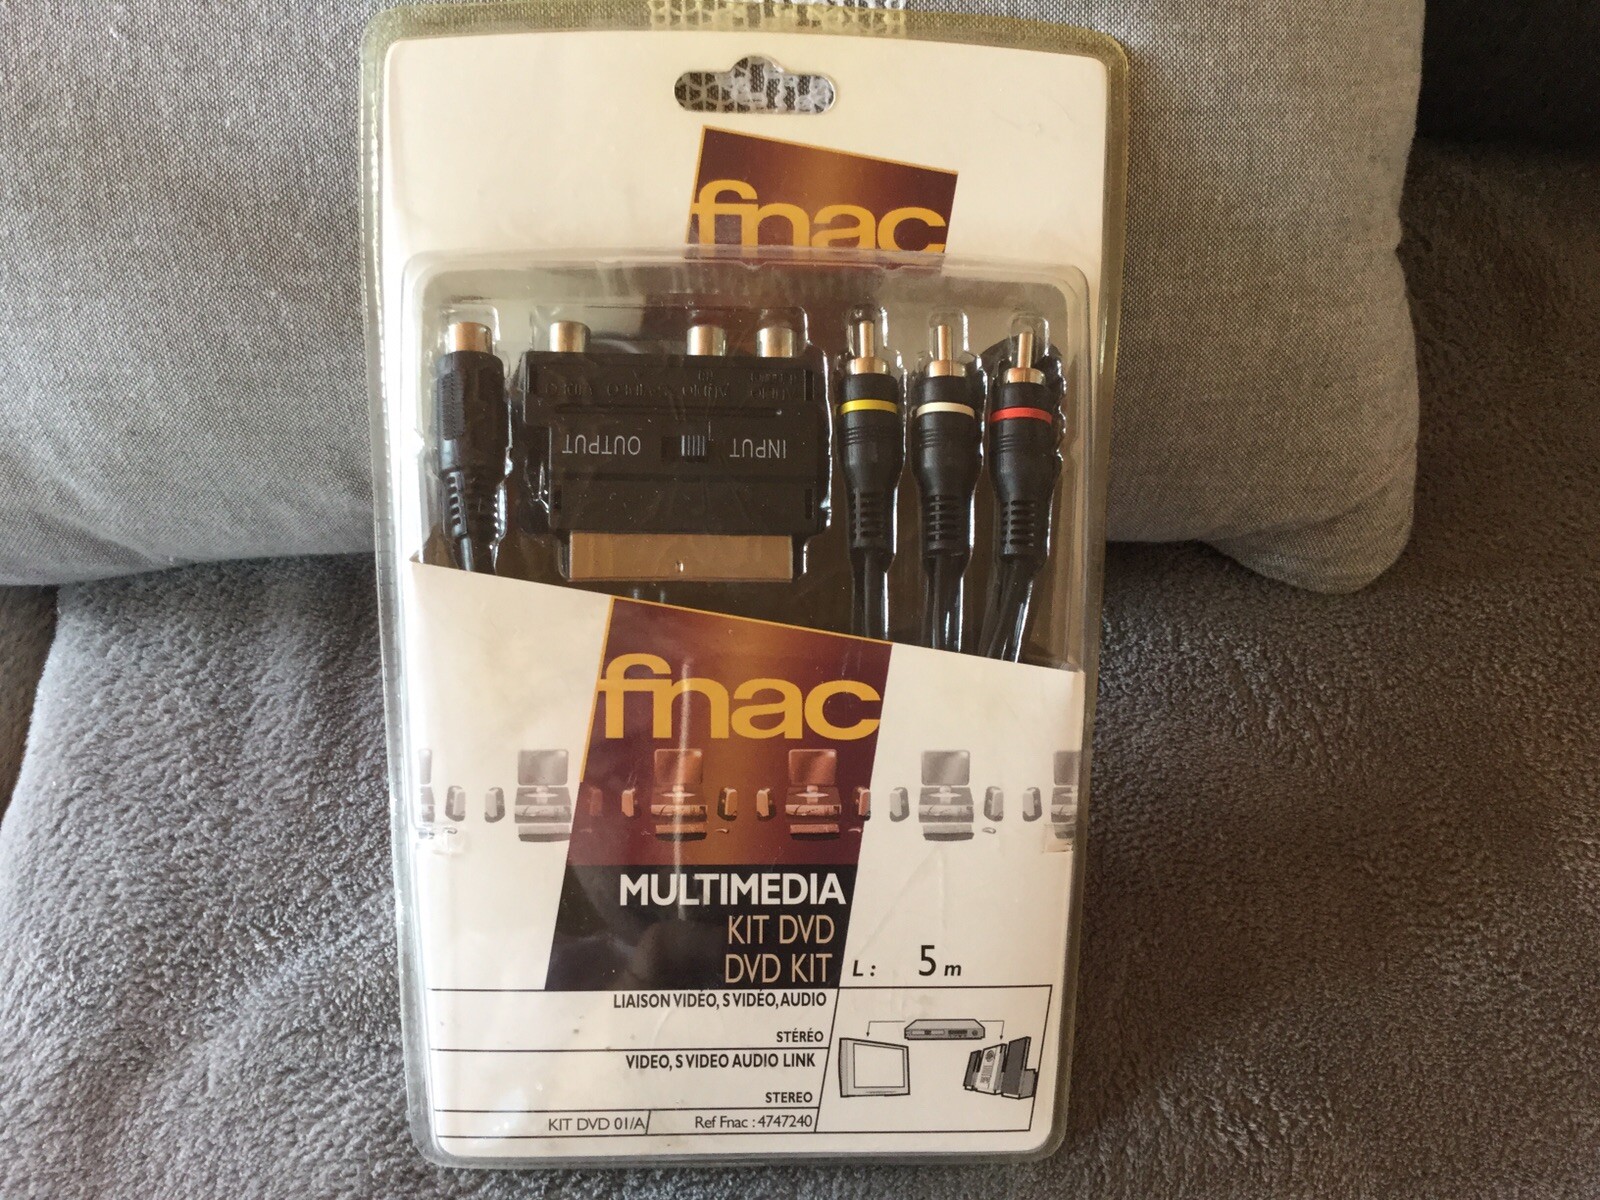 fnac
INPUT OUTPUT
fnac
MULTIMEDIA
KIT DVD
DVD KIT
L : 5 m
LIAISON VIDÉO, S VIDÉO, AUDIO
STÉRÉO
VIDEO, S VIDEO AUDIO LINK
STEREO
KIT DVD 01/A
Ref Fnac : 4747240